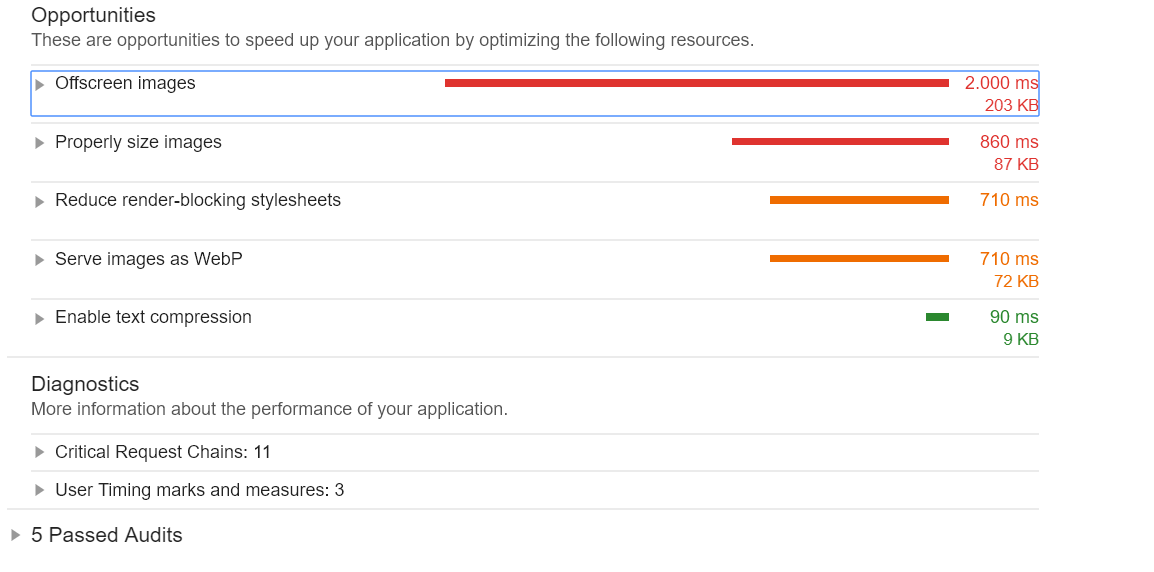 Opportunities
These are opportunities to speed up your application by optimizing the following resources.
Offscreen images 2.000 ms
203 KB
Properly size images 860 ms
87 KB
Reduce render-blocking stylesheets 710 ms
Serve images as WebP 710 ms
72 KB
Enable text compression 90 ms
9 KB
Diagnostics
More information about the performance of your application.
Critical Request Chains: 11
User Timing marks and measures: 3
5 Passed Audits